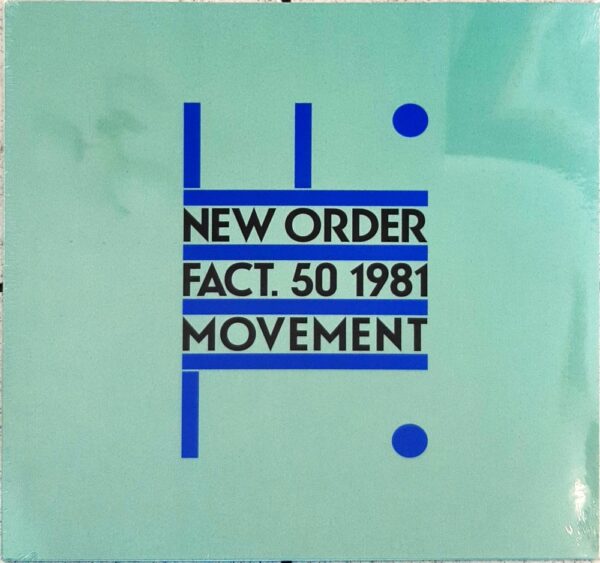 NEW ORDER
FACT. 50 1981
MOVEMENT